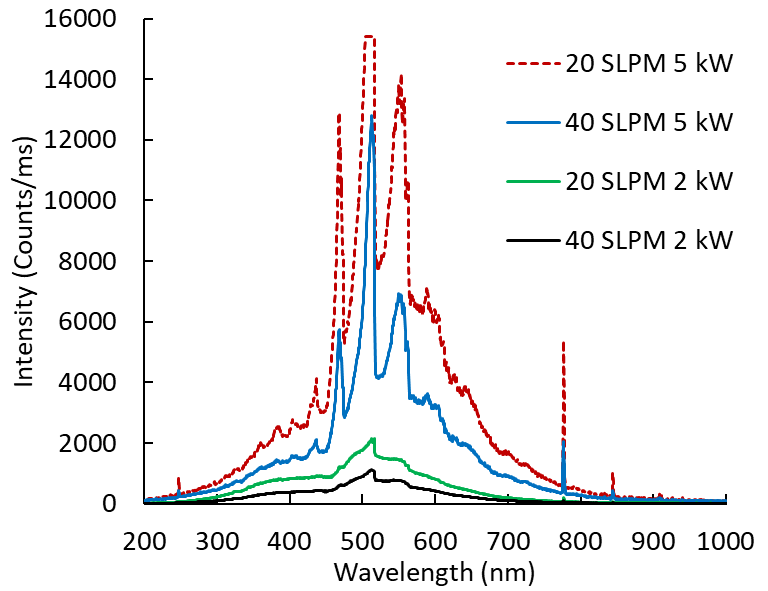 16000
14000
12000
10000
8000
6000
4000
2000
0
Intensity (Counts/ms)
20 SLPM 5 kW
40 SLPM 5 kW
20 SLPM 2 kW
40 SLPM 2 kW
200 300 400 500 600 700 800 900 1000
Wavelength (nm)